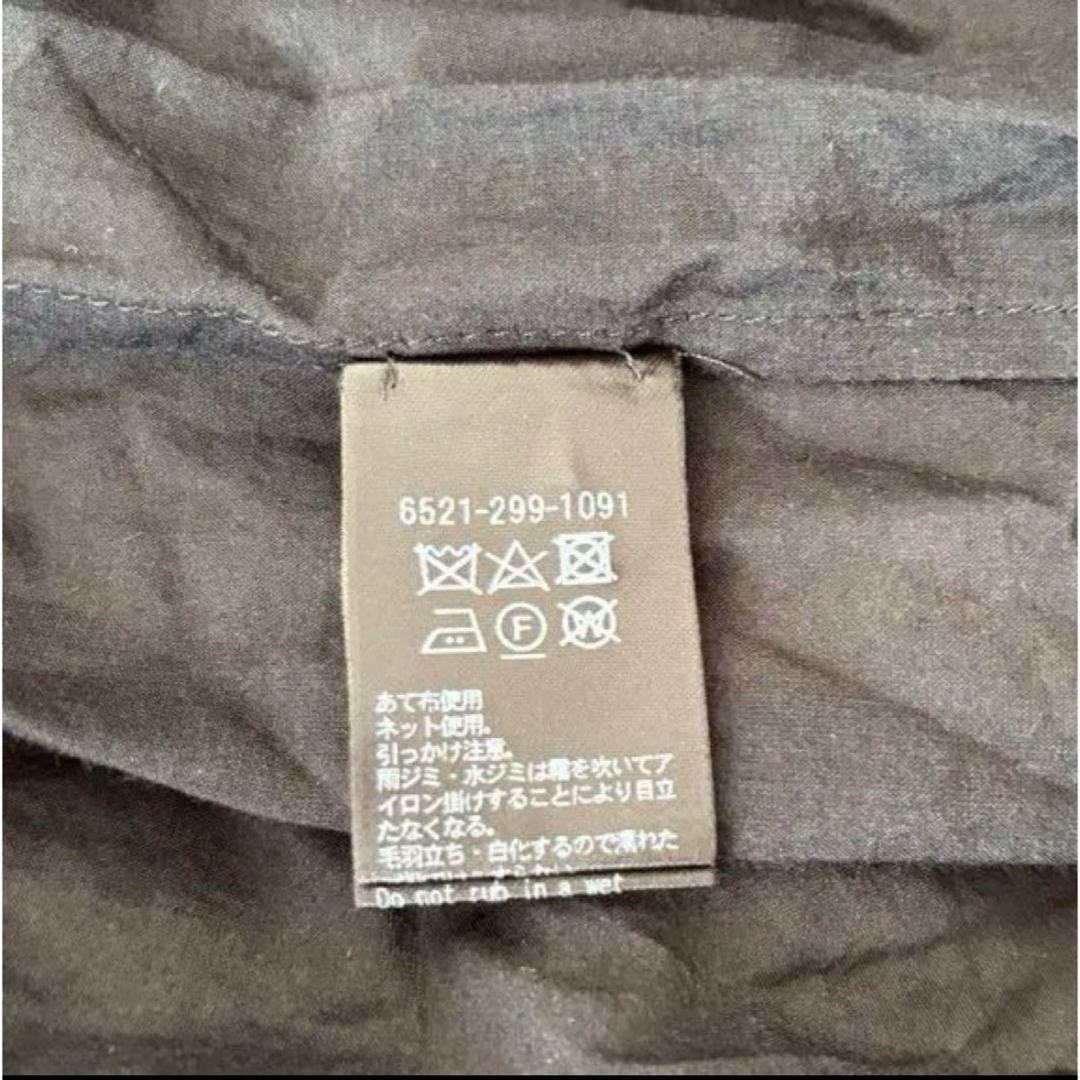 6521-299-1091
F W
あて布使用
ネット使用。
引っかけ注意。
雨ジミ・水ジミは霧を吹いてア
イロン掛けすることにより目立
たなくなる。
毛羽立ち・白化するので濡れた
Do not rub in a wet